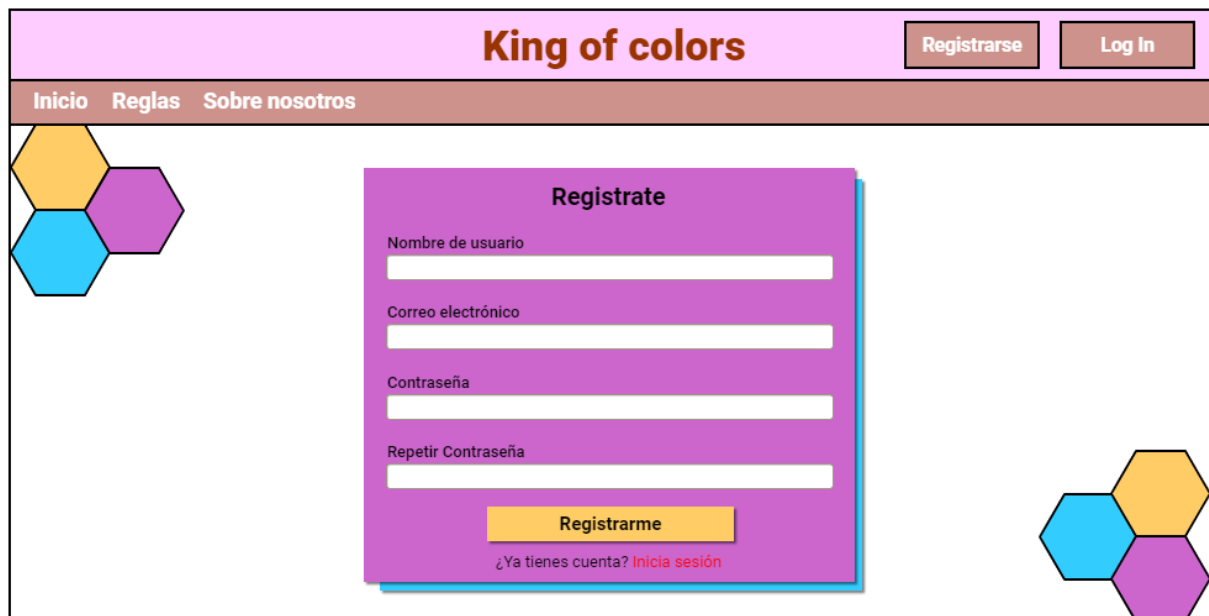 King of colors
Registrarse
Log In
Inicio Reglas Sobre nosotros
Registrate
Nombre de usuario
Correo electrónico
Contraseña
Repetir Contraseña
Registrarme
¿Ya tienes cuenta? Inicia sesión